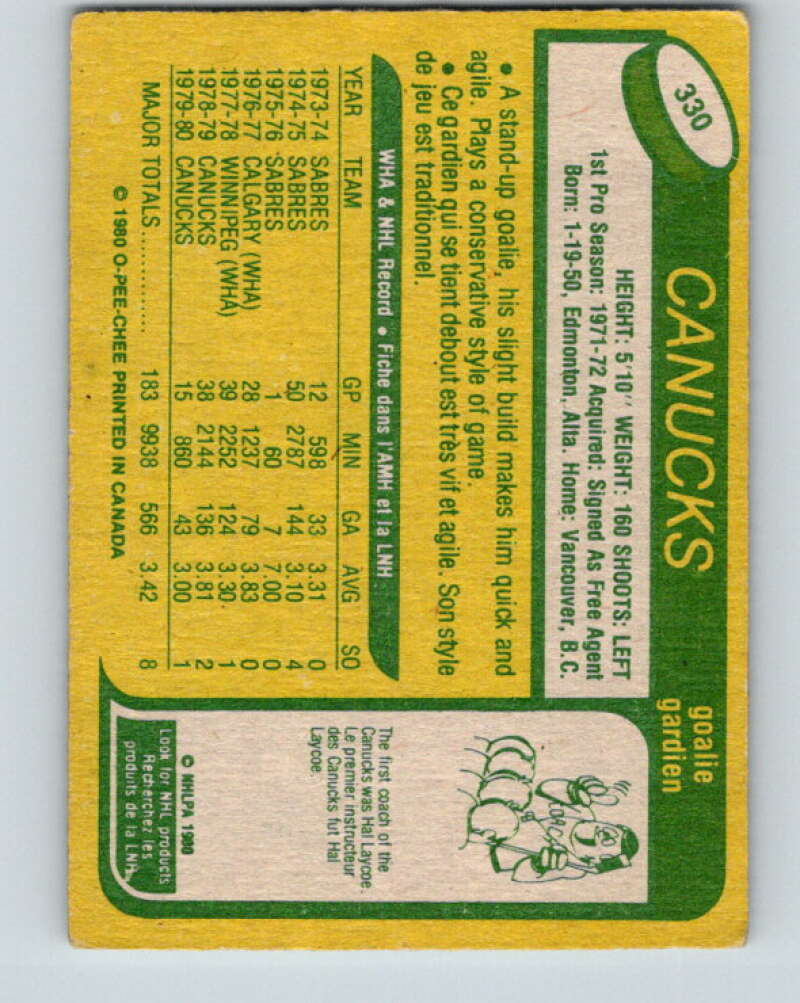 330
CANUCKS
goalie
gardien
HEIGHT: 5'10" WEIGHT: 160 SHOOTS: LEFT
1st Pro Season: 1971-72 Acquired: Signed As Free Agent
Born: 1-19-50, Edmonton, Alta. Home: Vancouver, B.C.
• A stand-up goalie, his slight build makes him quick and
agile. Plays a conservative style of game.
• Ce gardien qui se tient debout est très vif et agile. Son style
de jeu est traditionnel.
WHA & NHL Record • Fiche dans l'AMH et la LNH
YEAR TEAM GP MIN GA AVG SO
1973-74 SABRES 12 598 33 3.31 0
1974-75 SABRES 50 2787 144 3.10 4
1975-76 SABRES 1 60 7 7.00 0
1976-77 CALGARY (WHA) 28 1237 79 3.83 0
1977-78 WINNIPEG (WHA) 39 2252 124 3.30 1
1978-79 CANUCKS 38 2144 136 3.81 2
1979-80 CANUCKS 15 860 43 3.00 1
MAJOR TOTALS.............. 183 9938 566 3.42 8
© 1980 O-PEE-CHEE PRINTED IN CANADA
COACH
The first coach of the
Canucks was Hal Laycoe.
Le premier instructeur
des Canucks fut Hal
Laycoe.
© NHLPA 1980
Look for NHL products
Recherchez les
produits de la LNH